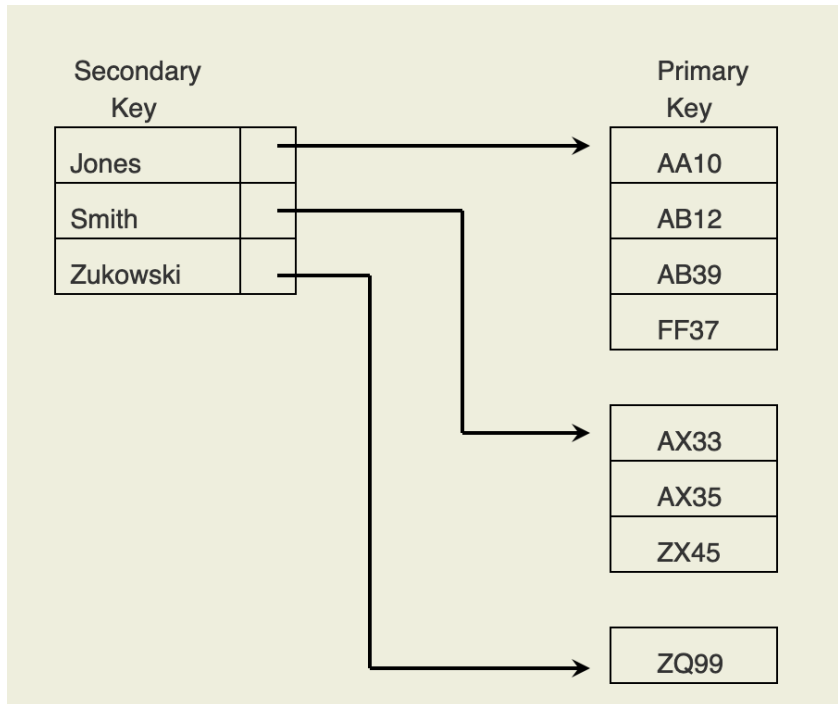 Secondary
Key
Jones
Smith
Zukowski
Primary
Key
AA10
AB12
AB39
FF37
AX33
AX35
ZX45
ZQ99